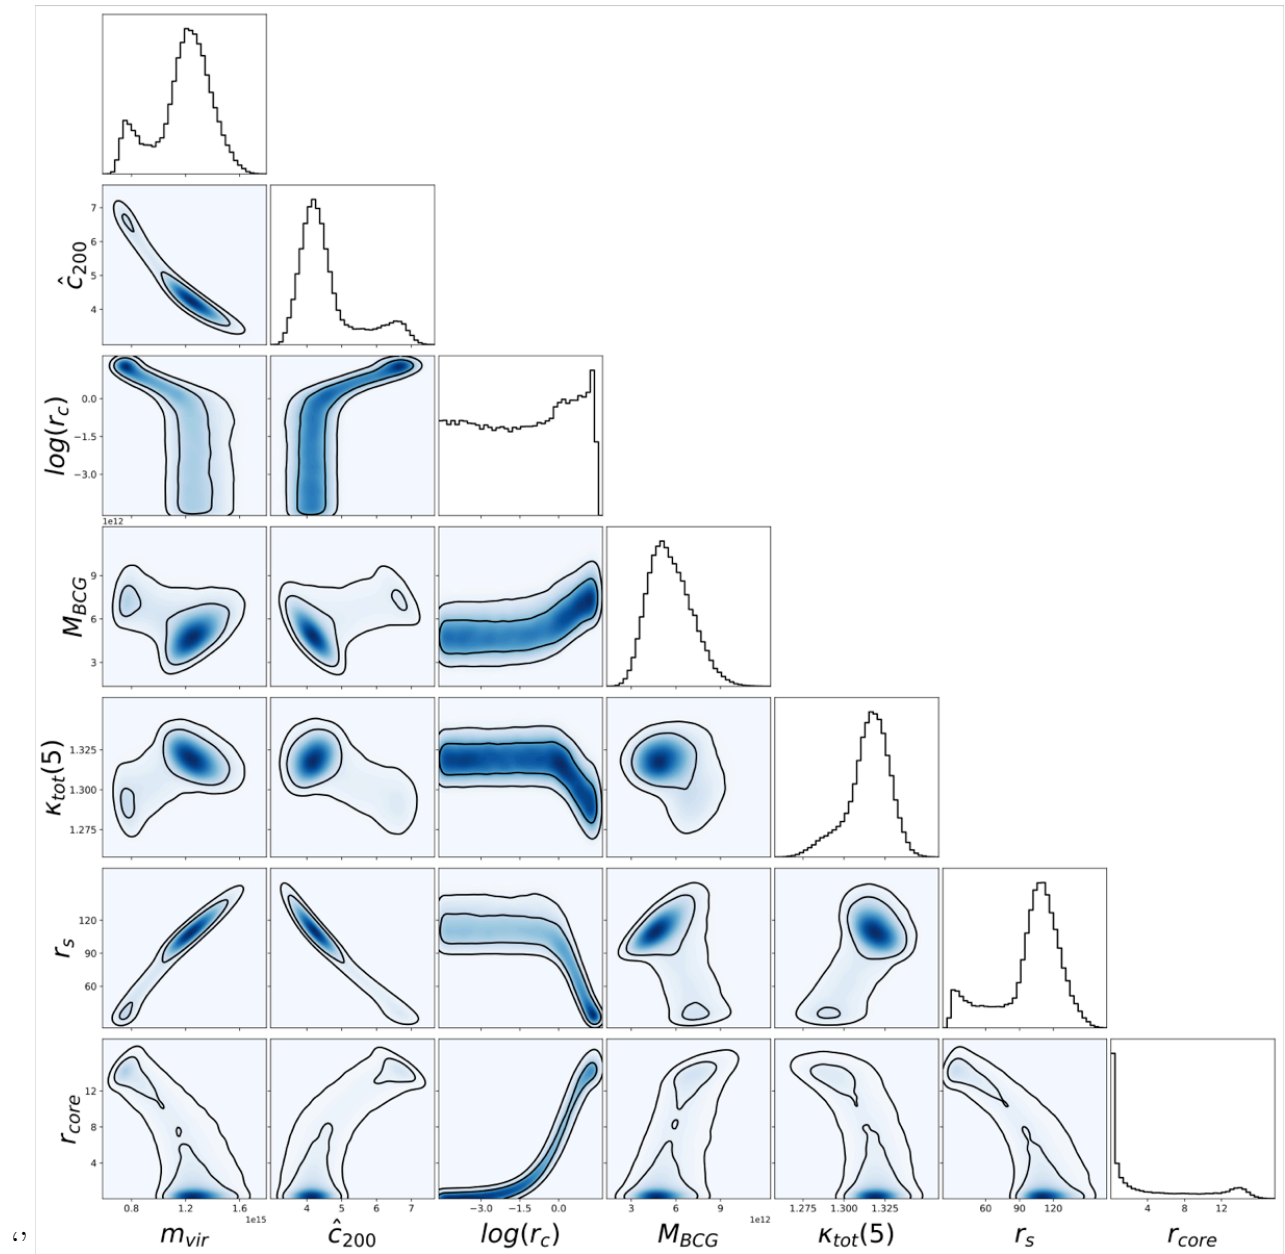 7
6
5
4
ĉ200
0.0
−1.5
−3.0
log(rc)
1e12
9
6
3
MBCG
1.325
1.300
1.275
κtot(5)
120
90
60
rs
12
8
4
rcore
0.8 1.2 1.6 4 5 6 7 −3.0 −1.5 0.0 3 6 9 1.275 1.300 1.325 60 90 120 4 8 12
1e15 1e12
mvir ĉ200 log(rc) MBCG κtot(5) rs rcore